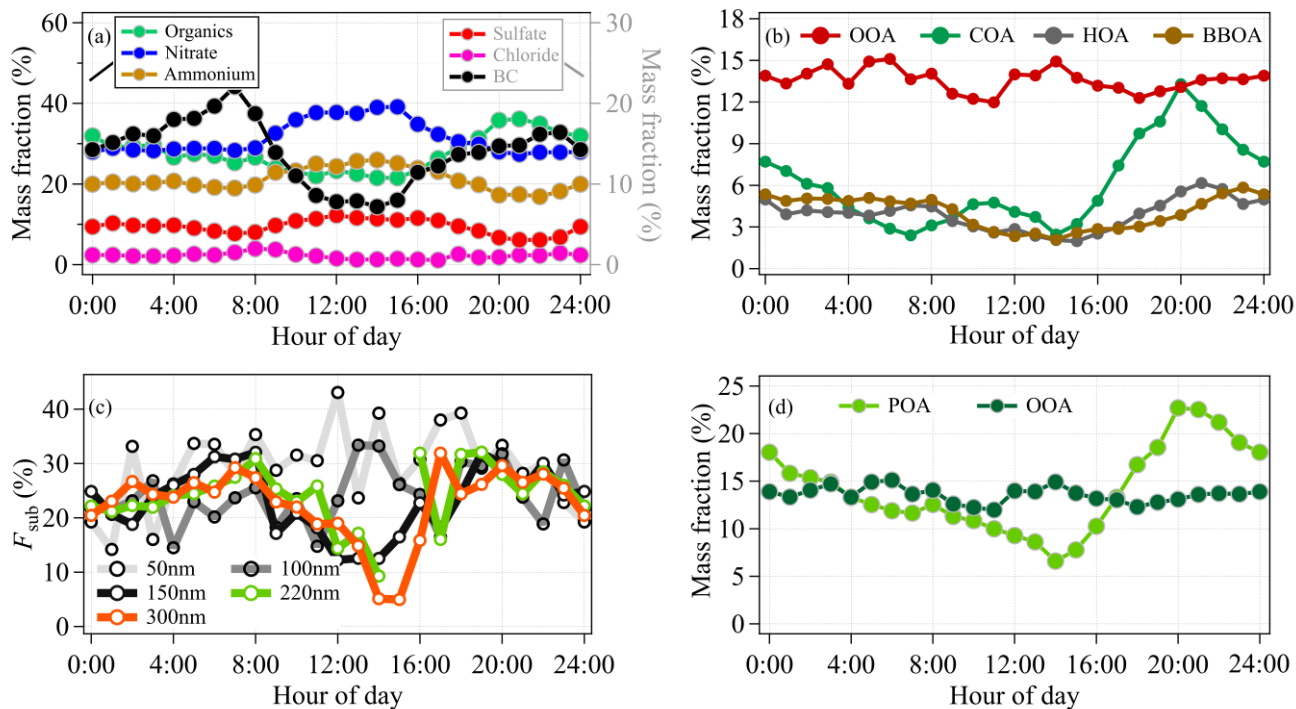 (a)
Organics
Nitrate
Ammonium
Sulfate
Chloride
BC
Mass fraction (%)
60
40
20
0
Mass fraction (%)
30
20
10
0
0:00 4:00 8:00 12:00 16:00 20:00 24:00
Hour of day
(b)
OOA COA HOA BBOA
Mass fraction (%)
18
15
12
9
6
3
0
0:00 4:00 8:00 12:00 16:00 20:00 24:00
Hour of day
(c)
Fsub (%)
40
30
20
10
0
50nm 100nm
150nm 220nm
300nm
0:00 4:00 8:00 12:00 16:00 20:00 24:00
Hour of day
(d)
POA OOA
Mass fraction (%)
25
20
15
10
5
0
0:00 4:00 8:00 12:00 16:00 20:00 24:00
Hour of day